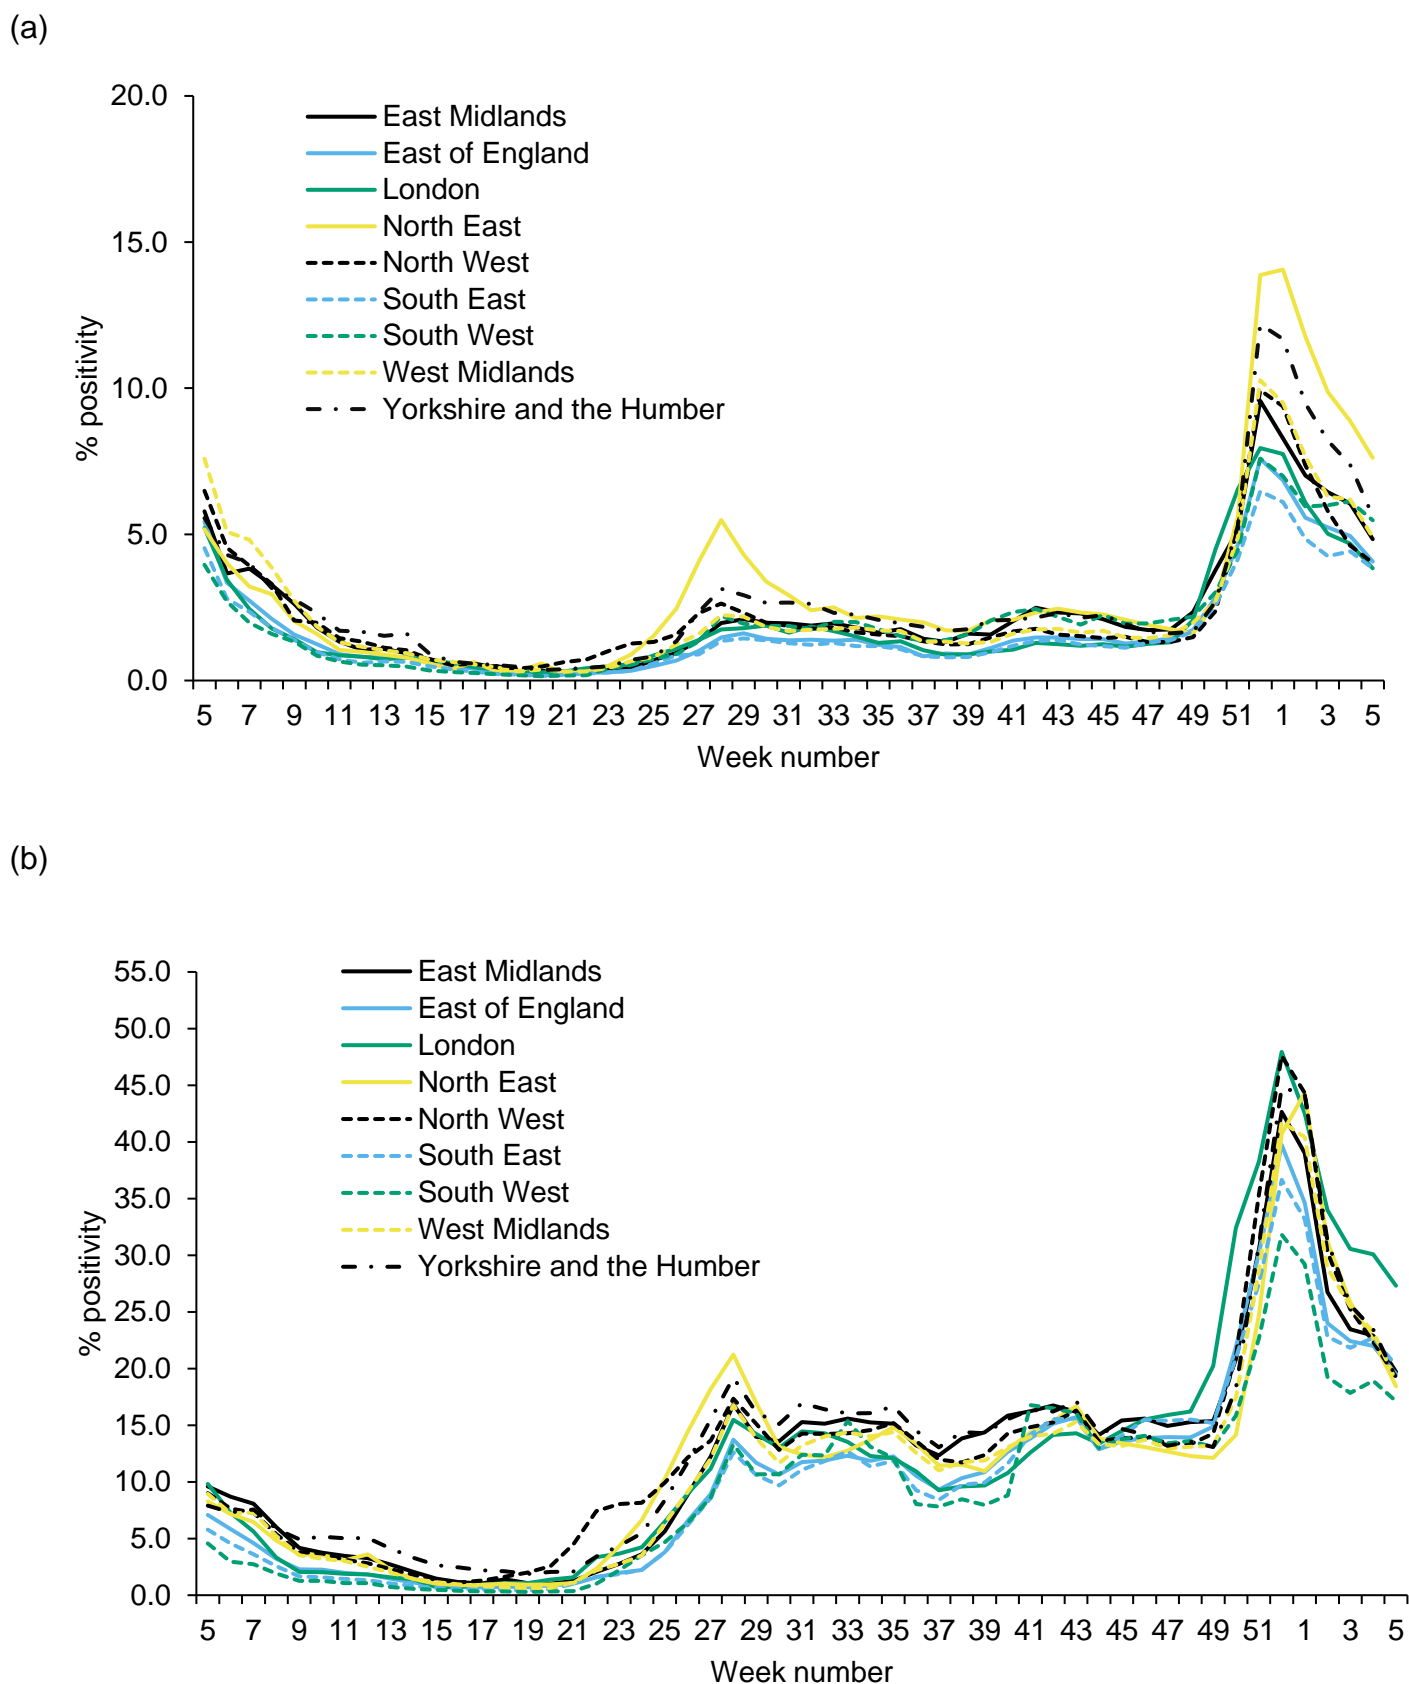 (a)
20.0
15.0
10.0
5.0
0.0
% positivity
East Midlands
East of England
London
North East
North West
South East
South West
West Midlands
Yorkshire and the Humber
5 7 9 11 13 15 17 19 21 23 25 27 29 31 33 35 37 39 41 43 45 47 49 51 1 3 5
Week number
(b)
55.0
50.0
45.0
40.0
35.0
30.0
25.0
20.0
15.0
10.0
5.0
0.0
% positivity
East Midlands
East of England
London
North East
North West
South East
South West
West Midlands
Yorkshire and the Humber
5 7 9 11 13 15 17 19 21 23 25 27 29 31 33 35 37 39 41 43 45 47 49 51 1 3 5
Week number